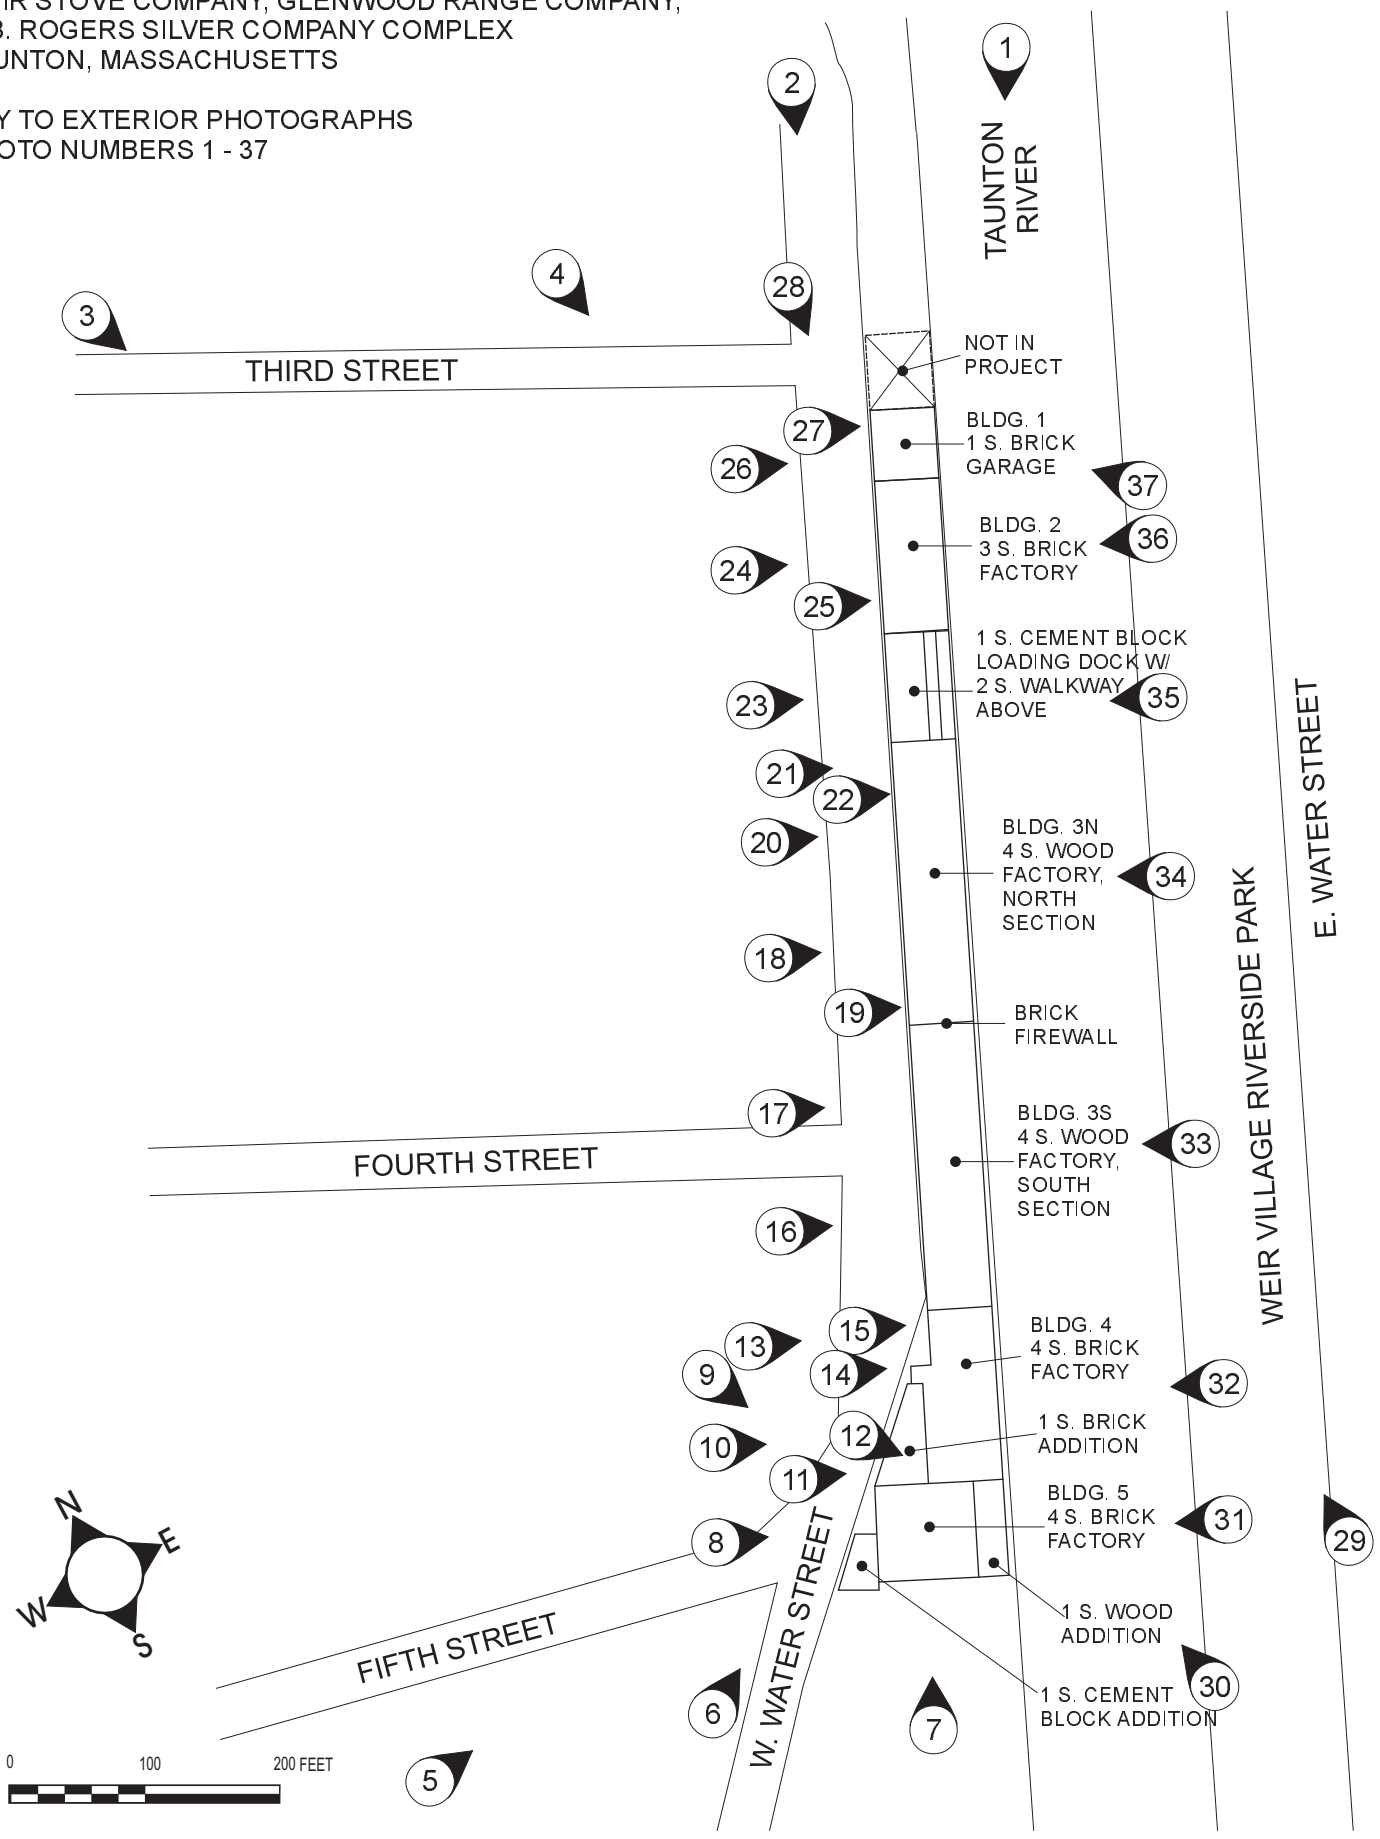 STOVE COMPANY, GLENWOOD RANGE COMPANY,
B. ROGERS SILVER COMPANY COMPLEX
MASSACHUSETTS
TO EXTERIOR PHOTOGRAPHS
NUMBERS 1 - 37
1
2
TAUNTON
RIVER
3
4
28
THIRD STREET
NOT IN
PROJECT
27
26
BLDG. 1
1 S. BRICK
GARAGE
37
24
25
BLDG. 2
3 S. BRICK
FACTORY
36
23
1 S. CEMENT BLOCK
LOADING DOCK W/
2 S. WALKWAY
ABOVE
35
E. WATER STREET
21
22
20
BLDG. 3N
4 S. WOOD
FACTORY,
NORTH
SECTION
34
WEIR VILLAGE RIVERSIDE PARK
18
19
BRICK
FIREWALL
17
FOURTH STREET
BLDG. 3S
4 S. WOOD
FACTORY,
SOUTH
SECTION
33
16
15
13
14
9
BLDG. 4
4 S. BRICK
FACTORY
32
12
10
11
1 S. BRICK
ADDITION
8
BLDG. 5
4 S. BRICK
FACTORY
31
29
N
E
W
S
FIFTH STREET
W. WATER STREET
1 S. WOOD
ADDITION
30
6
7
1 S. CEMENT
BLOCK ADDITION
5
0 100 200 FEET